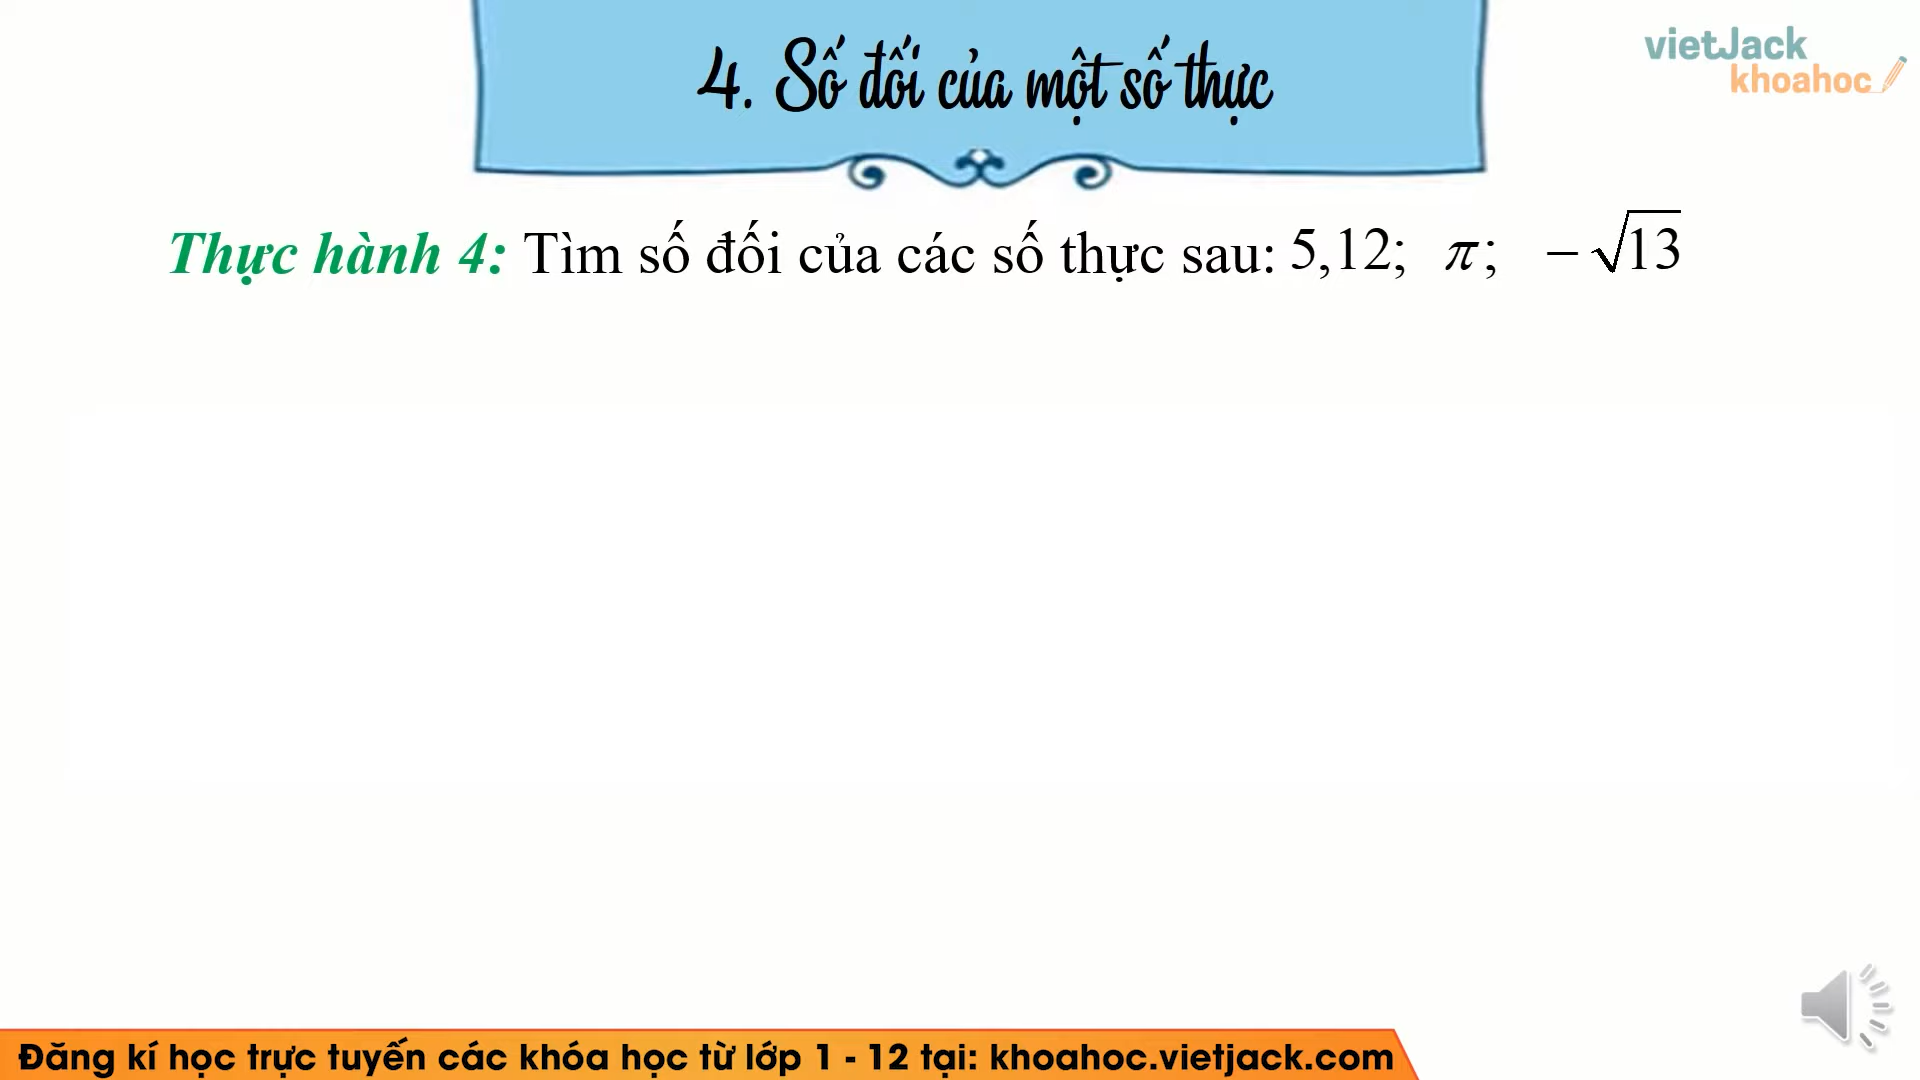 4. Số đối của một số thực
vietJack
khoahoc
Thực hành 4: Tìm số đối của các số thực sau: 5,12; π; −√13
Đăng kí học trực tuyến các khóa học từ lớp 1 - 12 tại: khoahoc.vietjack.com